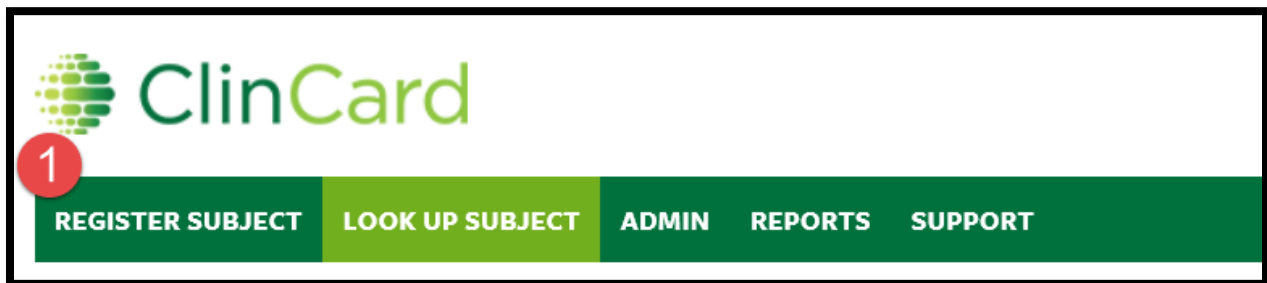 ClinCard
1
REGISTER SUBJECT LOOK UP SUBJECT ADMIN REPORTS SUPPORT